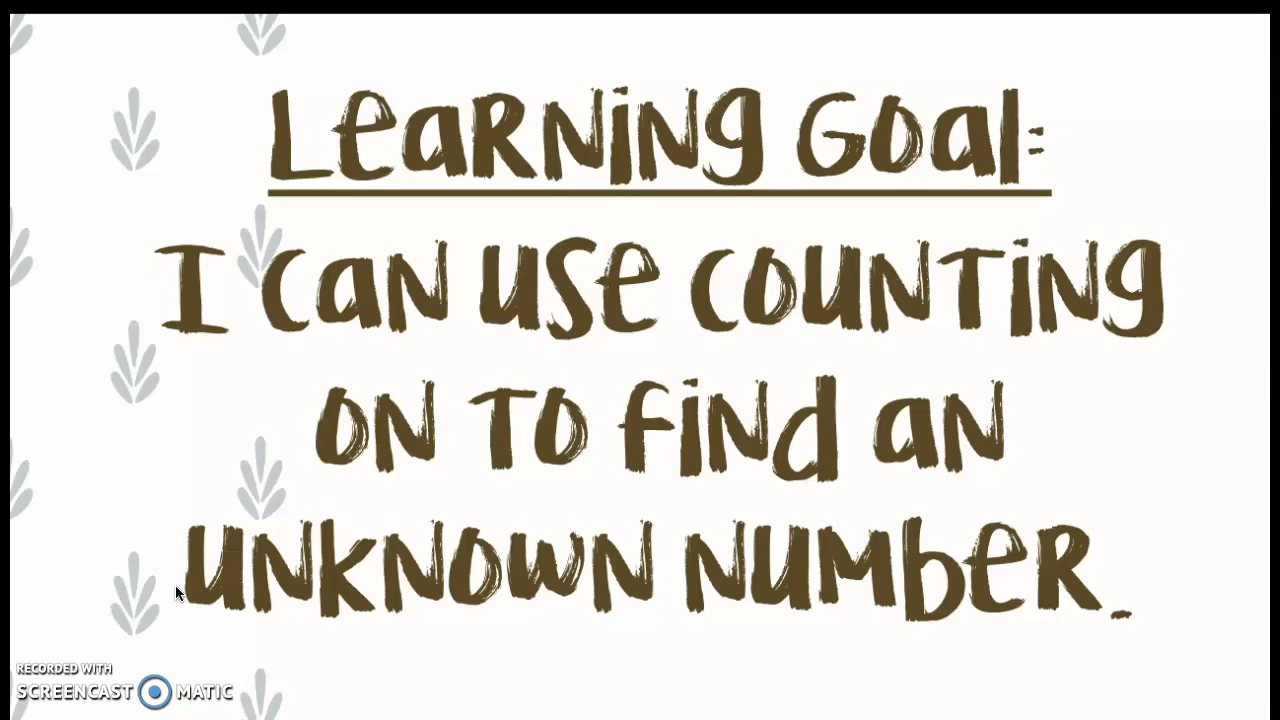 Learning Goal:
I can use counting
on to find an
unknown number.
RECORDED WITH
SCREENCAST MATIC